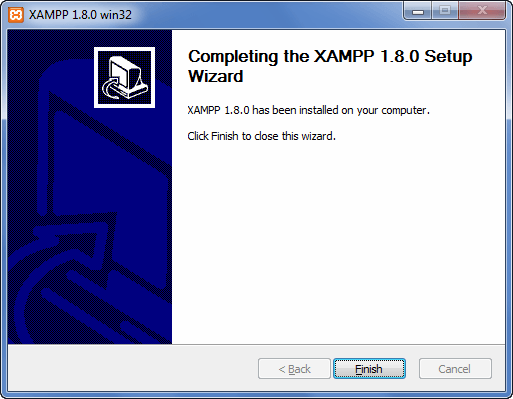 XAMPP 1.8.0 win32
Completing the XAMPP 1.8.0 Setup
Wizard
XAMPP 1.8.0 has been installed on your computer.
Click Finish to close this wizard.
< Back
Finish
Cancel